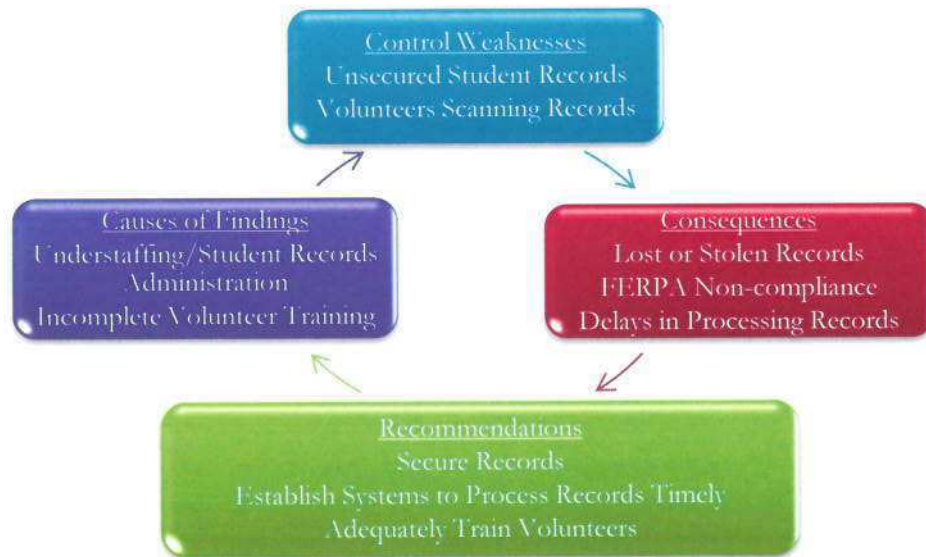 Control Weaknesses
Unsecured Student Records
Volunteers Scanning Records
Causes of Findings
Understaffing/Student Records
Administration
Incomplete Volunteer Training
Consequences
Lost or Stolen Records
FERPA Non-compliance
Delays in Processing Records
Recommendations
Secure Records
Establish Systems to Process Records Timely
Adequately Train Volunteers